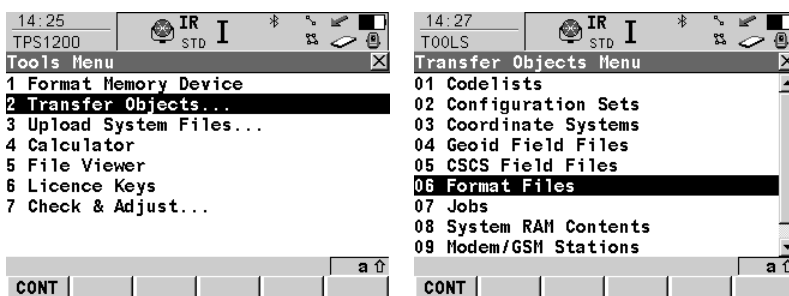 14:25
IR
STD
I
TPS1200
Tools Menu
1 Format Memory Device
2 Transfer Objects...
3 Upload System Files...
4 Calculator
5 File Viewer
6 Licence Keys
7 Check & Adjust...
a
CONT
14:27
IR
STD
I
TOOLS
Transfer Objects Menu
01 Codelists
02 Configuration Sets
03 Coordinate Systems
04 Geoid Field Files
05 CSCS Field Files
06 Format Files
07 Jobs
08 System RAM Contents
09 Modem/GSM Stations
a
CONT